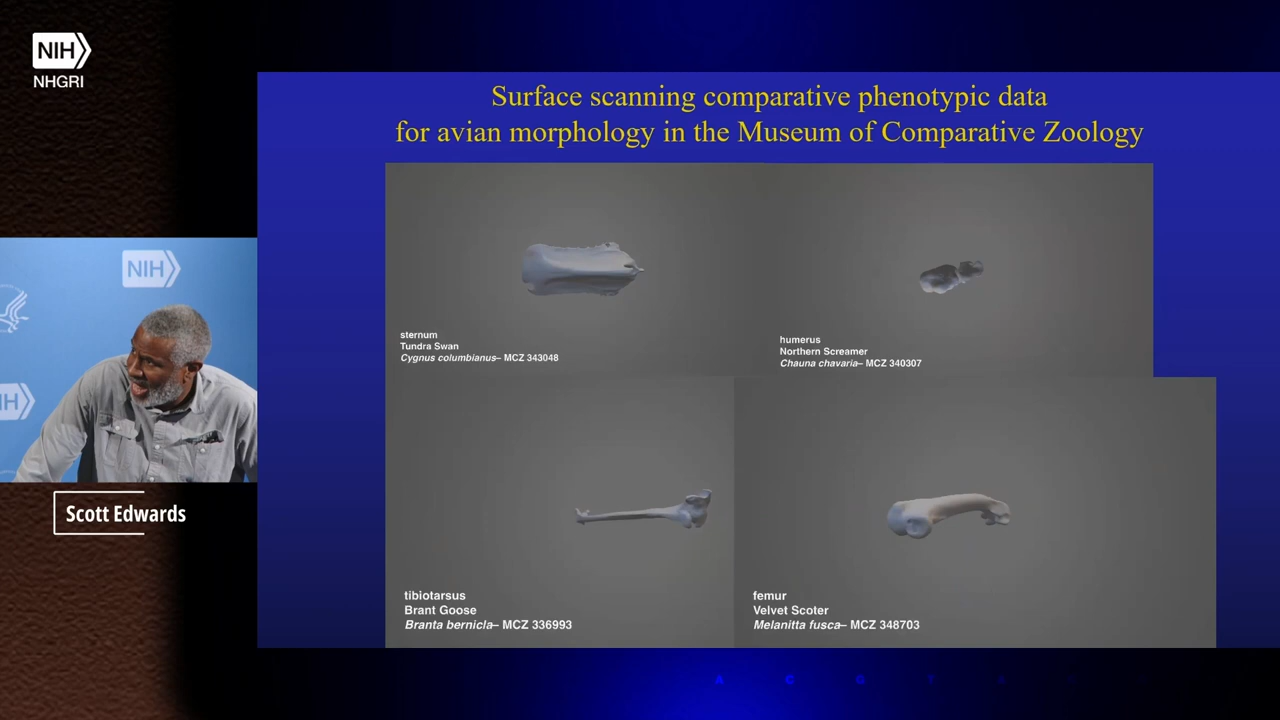 NIH
NHGRI
Surface scanning comparative phenotypic data
for avian morphology in the Museum of Comparative Zoology
sternum
Tundra Swan
Cygnus columbianus– MCZ 343048
humerus
Northern Screamer
Chauna chavaria– MCZ 340307
NIH
tibiotarsus
Brant Goose
Branta bernicla– MCZ 336993
femur
Velvet Scoter
Melanitta fusca– MCZ 348703
Scott Edwards